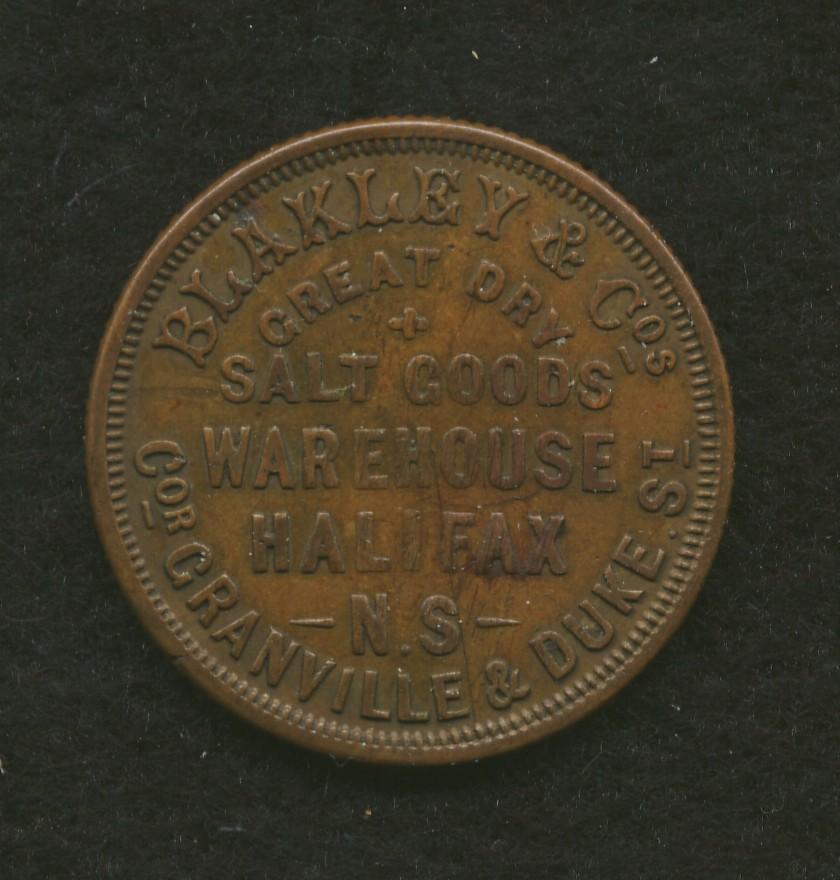 BLAKLEY & COS
GREAT DRY
+
SALT GOODS
WAREHOUSE
HALIFAX
— N.S —
COR GRANVILLE & DUKE. ST